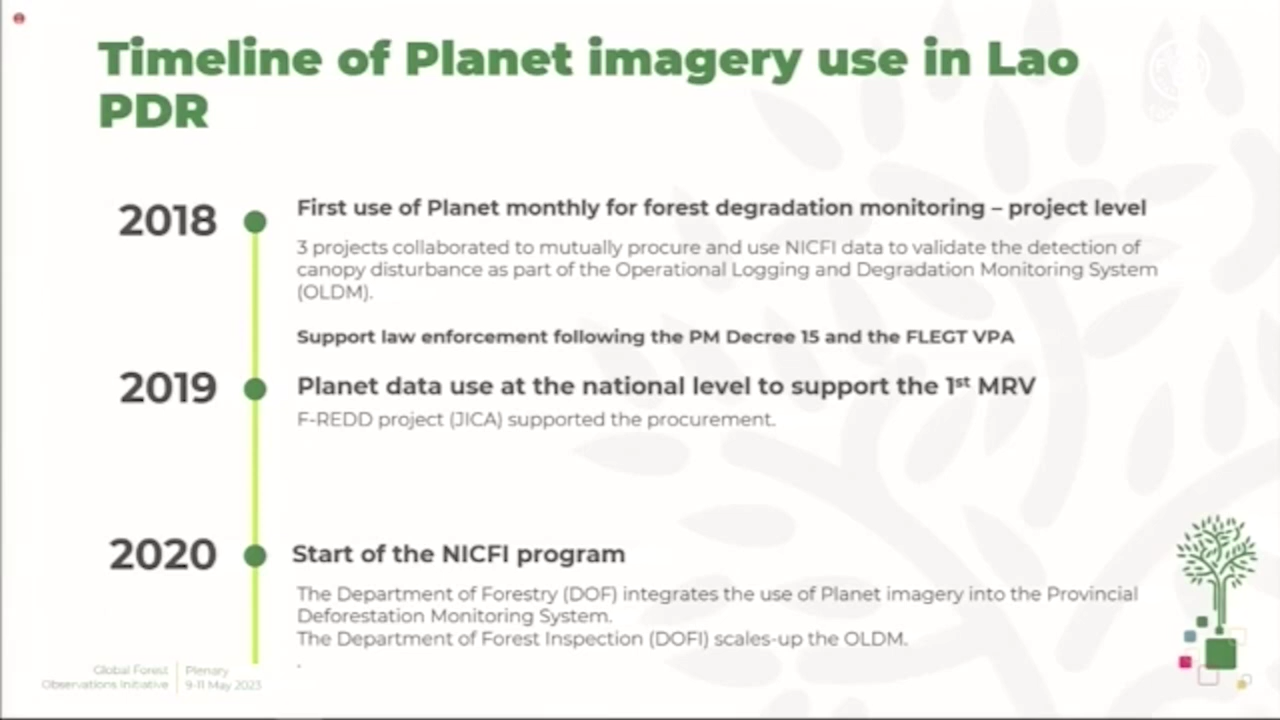 Timeline of Planet imagery use in Lao
PDR
2018
First use of Planet monthly for forest degradation monitoring – project level
3 projects collaborated to mutually procure and use NICFI data to validate the detection of
canopy disturbance as part of the Operational Logging and Degradation Monitoring System
(OLDM).
Support law enforcement following the PM Decree 15 and the FLEGT VPA
2019
Planet data use at the national level to support the 1st MRV
F-REDD project (JICA) supported the procurement.
2020
Start of the NICFI program
The Department of Forestry (DOF) integrates the use of Planet imagery into the Provincial
Deforestation Monitoring System.
The Department of Forest Inspection (DOFI) scales-up the OLDM.
.
Global Forest
Observations Initiative
Plenary
9-11 May 2023